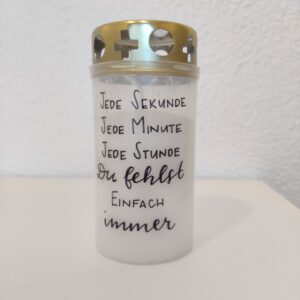 Jede Sekunde
Jede Minute
Jede Stunde
Du fehlst
Einfach
immer